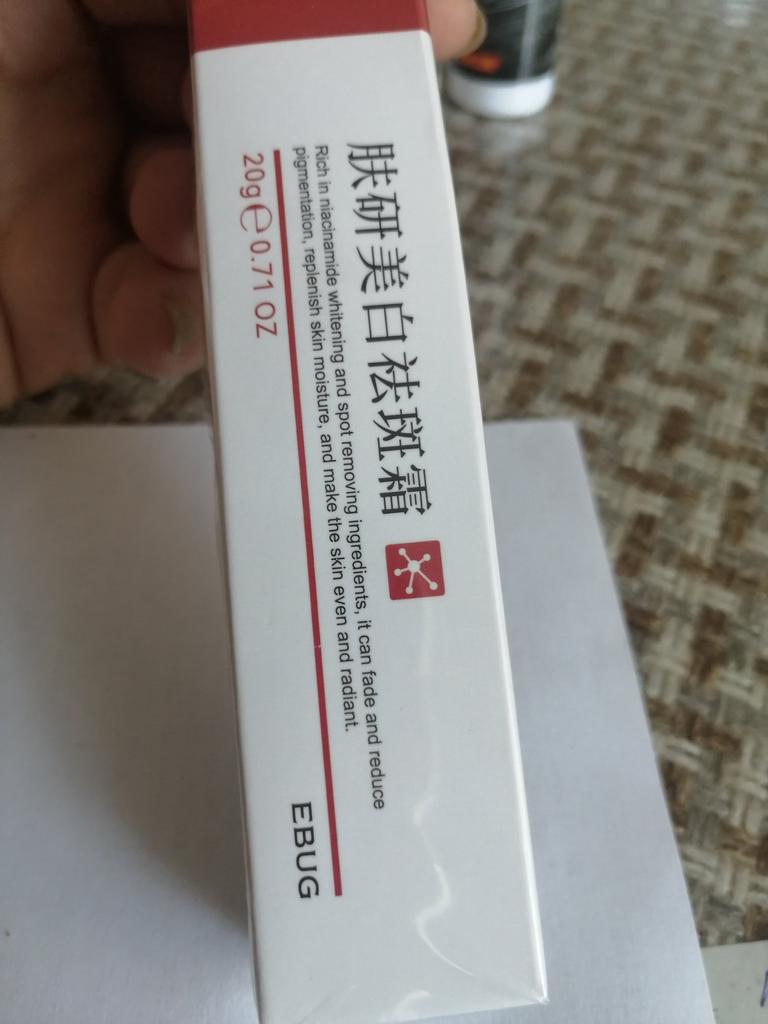 肤研美白祛斑霜
Rich in niacinamide whitening and spot removing ingredients, it can fade and reduce
pigmentation, replenish skin moisture, and make the skin even and radiant.
20g ℮ 0.71 OZ
EBUG